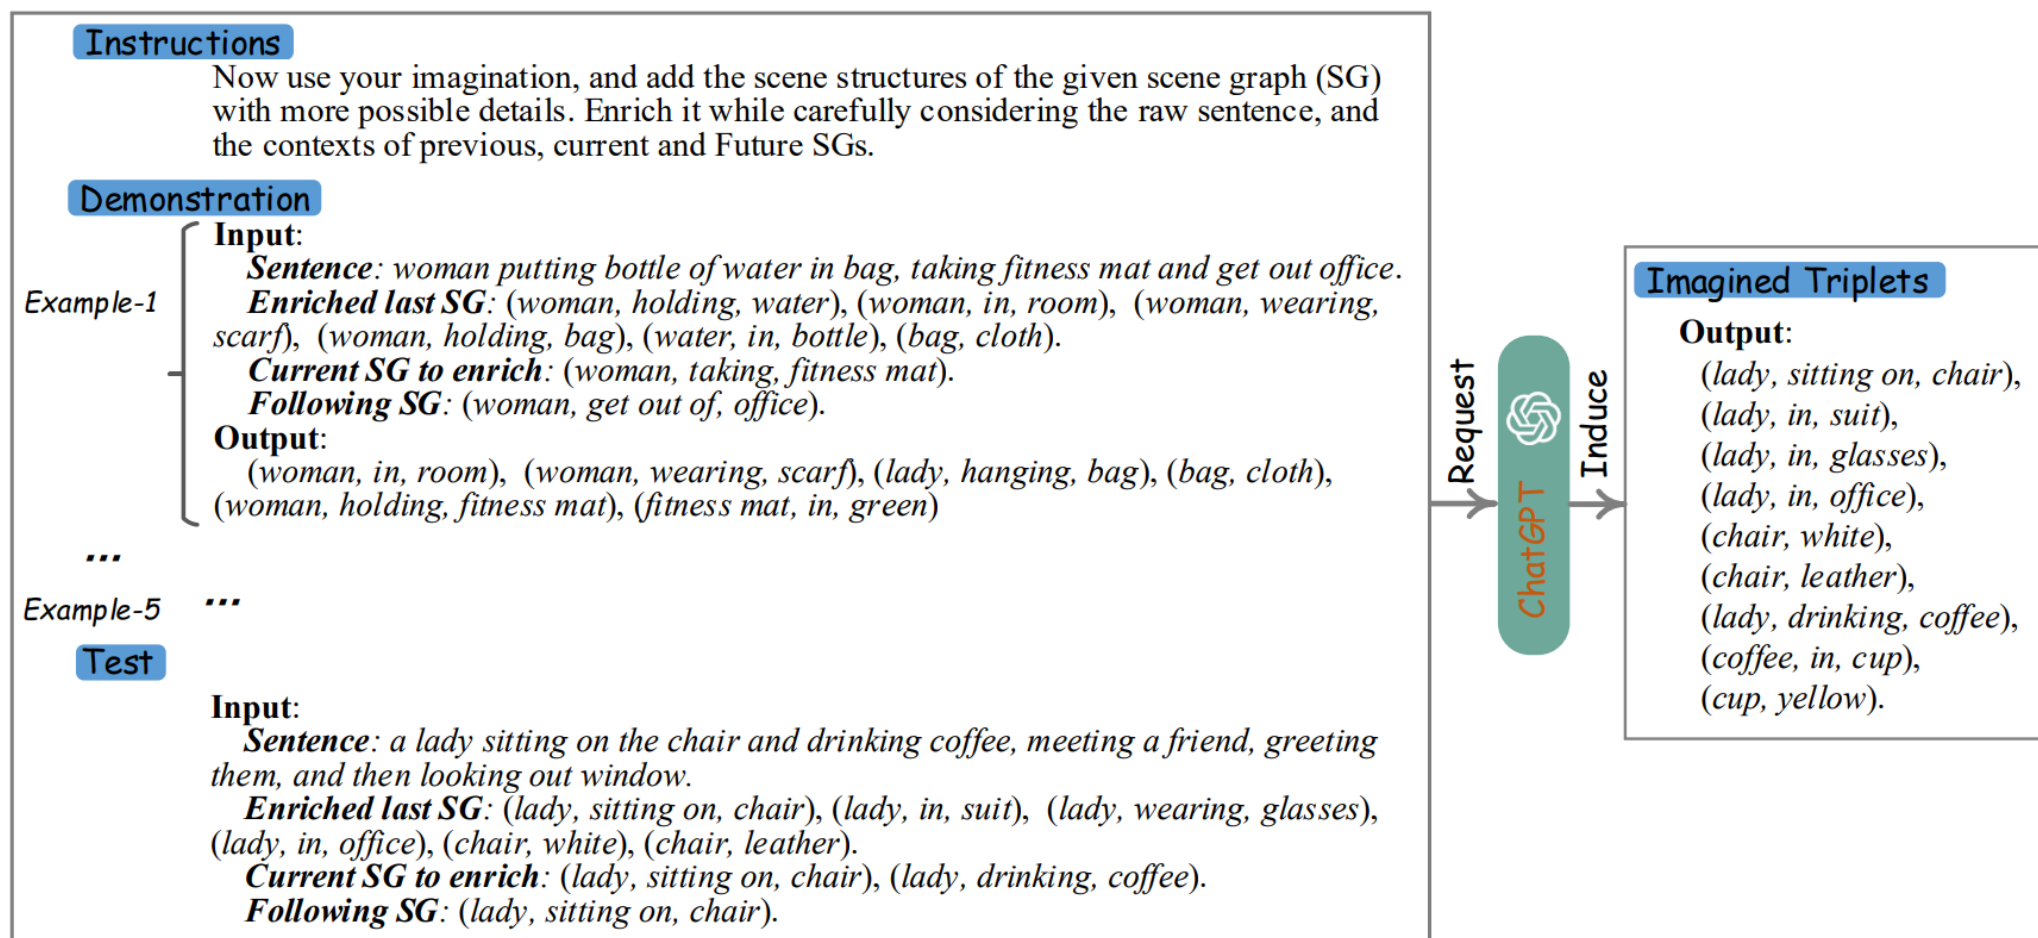 Instructions
Now use your imagination, and add the scene structures of the given scene graph (SG)
with more possible details. Enrich it while carefully considering the raw sentence, and
the contexts of previous, current and Future SGs.
Demonstration
Example-1
Input:
Sentence: woman putting bottle of water in bag, taking fitness mat and get out office.
Enriched last SG: (woman, holding, water), (woman, in, room), (woman, wearing,
scarf), (woman, holding, bag), (water, in, bottle), (bag, cloth).
Current SG to enrich: (woman, taking, fitness mat).
Following SG: (woman, get out of, office).
Output:
(woman, in, room), (woman, wearing, scarf), (lady, hanging, bag), (bag, cloth),
(woman, holding, fitness mat), (fitness mat, in, green)
...
Example-5
...
Test
Input:
Sentence: a lady sitting on the chair and drinking coffee, meeting a friend, greeting
them, and then looking out window.
Enriched last SG: (lady, sitting on, chair), (lady, in, suit), (lady, wearing, glasses),
(lady, in, office), (chair, white), (chair, leather).
Current SG to enrich: (lady, sitting on, chair), (lady, drinking, coffee).
Following SG: (lady, sitting on, chair).
Request
ChatGPT
Induce
Imagined Triplets
Output:
(lady, sitting on, chair),
(lady, in, suit),
(lady, in, glasses),
(lady, in, office),
(chair, white),
(chair, leather),
(lady, drinking, coffee),
(coffee, in, cup),
(cup, yellow).